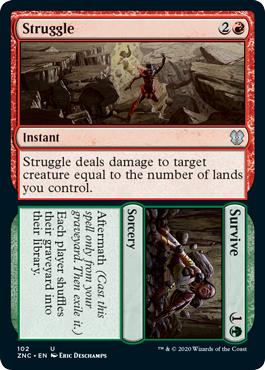 Struggle 2
Instant
Struggle deals damage to target
creature equal to the number of lands
you control.
Survive 1
Sorcery
Aftermath (Cast this
spell only from your
graveyard. Then exile it.)
Each player shuffles
their graveyard into
their library.
102 U
ZNC • EN Eric Deschamps
™ & © 2020 Wizards of the Coast